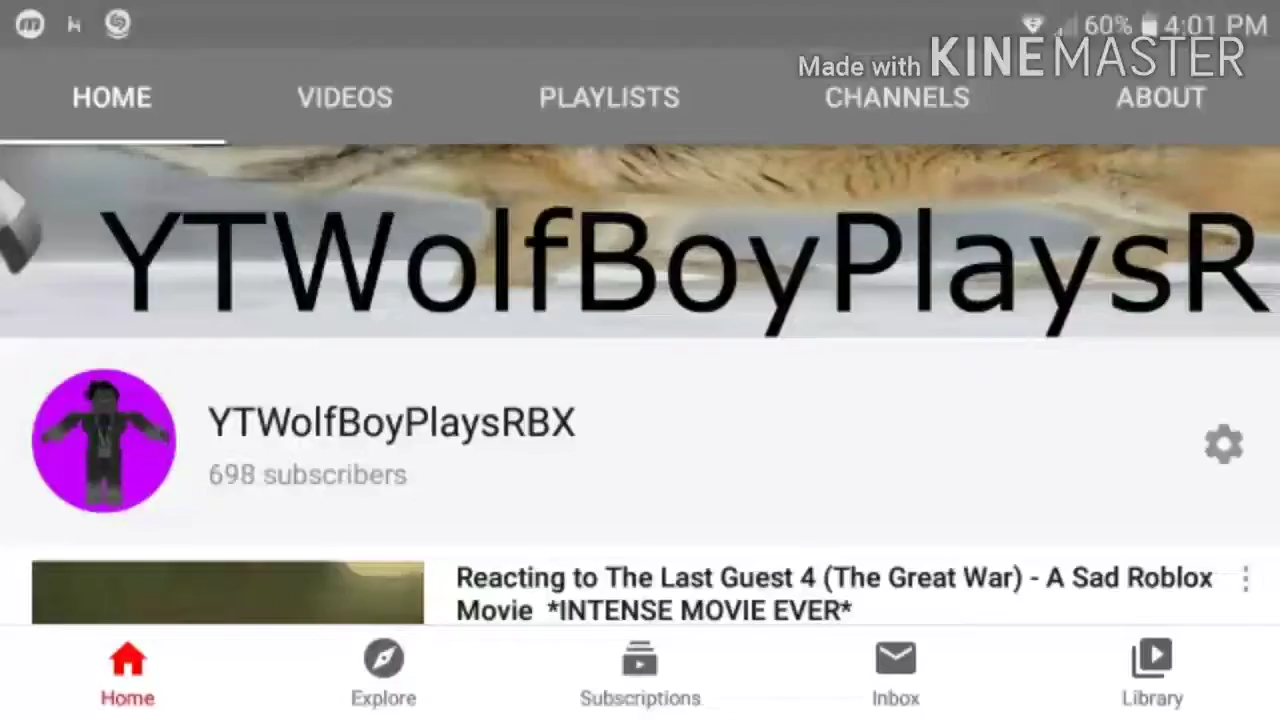 60% 4:01 PM
Made with KINEMASTER
HOME VIDEOS PLAYLISTS CHANNELS ABOUT
YTWolfBoyPlaysR
YTWolfBoyPlaysRBX
698 subscribers
Reacting to The Last Guest 4 (The Great War) - A Sad Roblox
Movie *INTENSE MOVIE EVER*
Home Explore Subscriptions Inbox Library